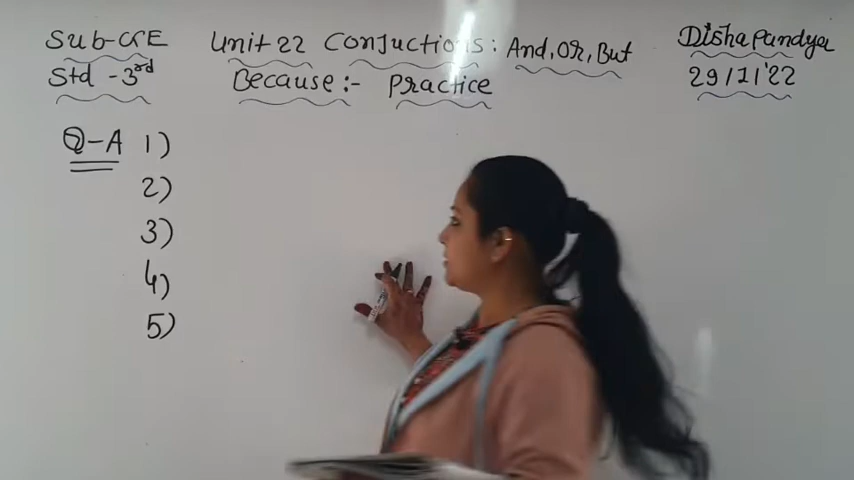 Sub-CRE Unit 22 Conjuctions: And, Or, But Disha Pandya
Std - 3rd Because :- Practice 29/1/'22
Q-A 1)
2)
3)
4)
5)